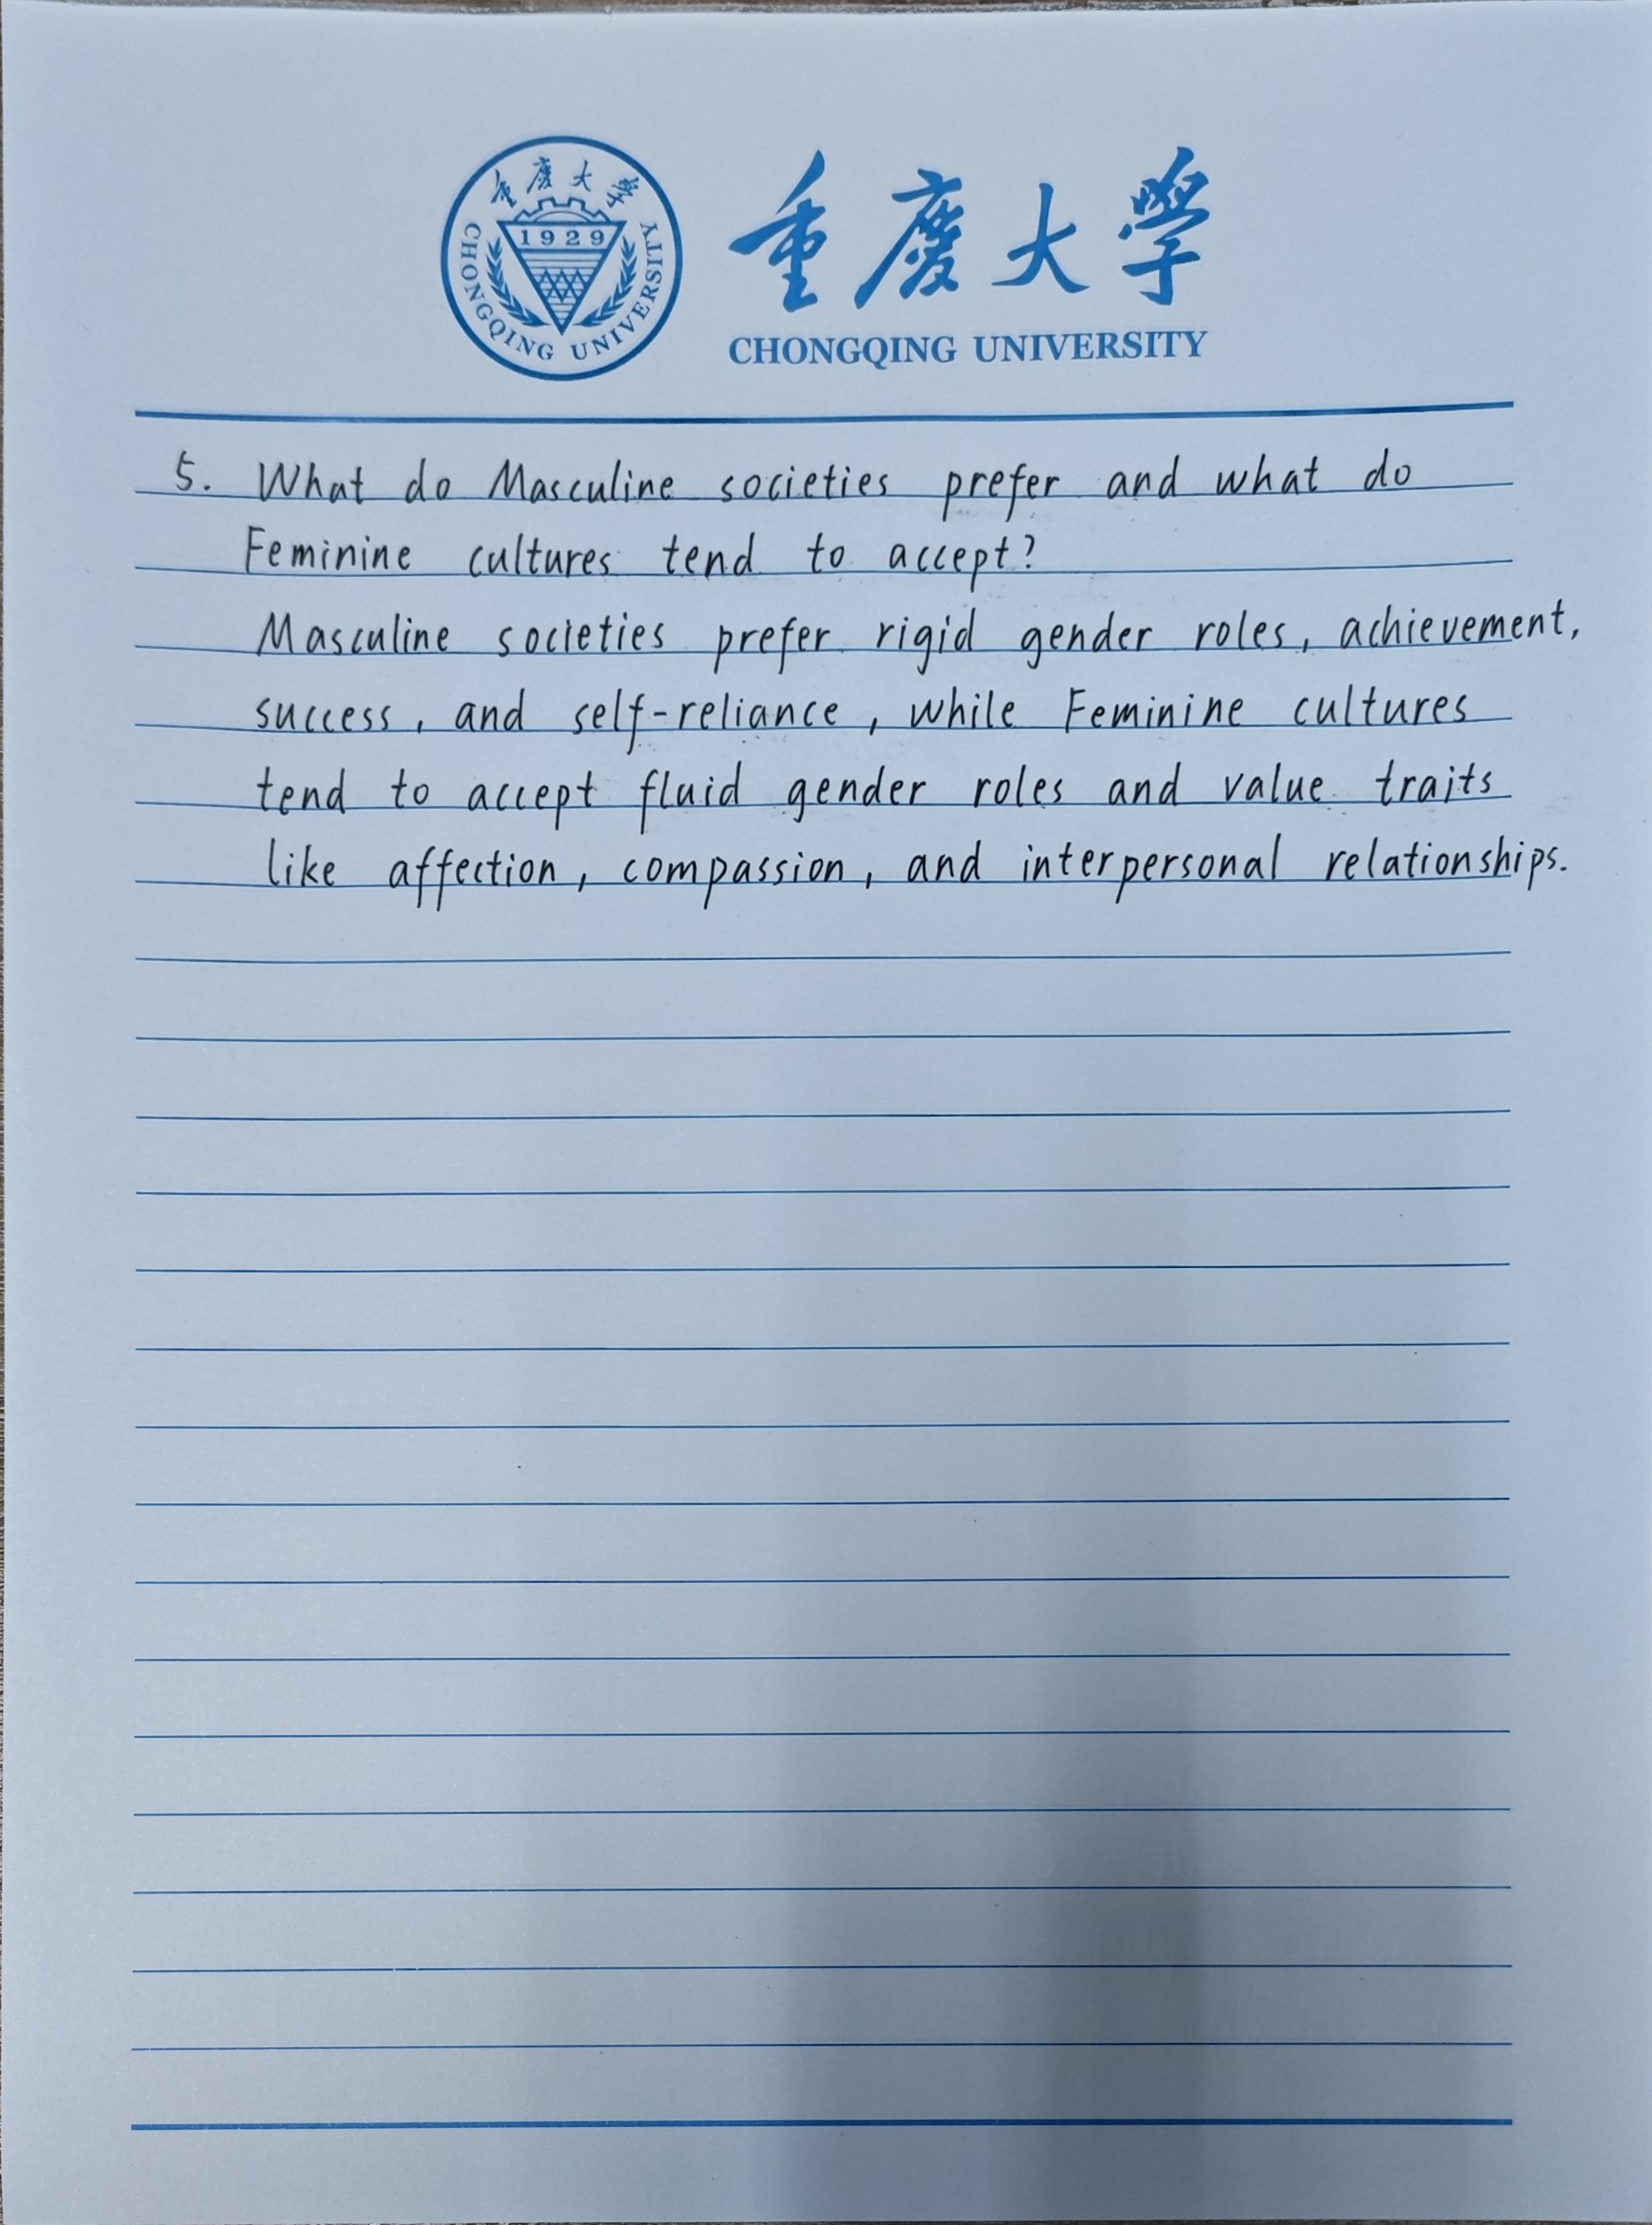 重慶大學
1929
CHONGQING UNIVERSITY
重慶大學
CHONGQING UNIVERSITY
5. What do Masculine societies prefer and what do
Feminine cultures tend to accept?
Masculine societies prefer rigid gender roles, achievement,
success, and self-reliance, while Feminine cultures
tend to accept fluid gender roles and value traits
like affection, compassion, and interpersonal relationships.